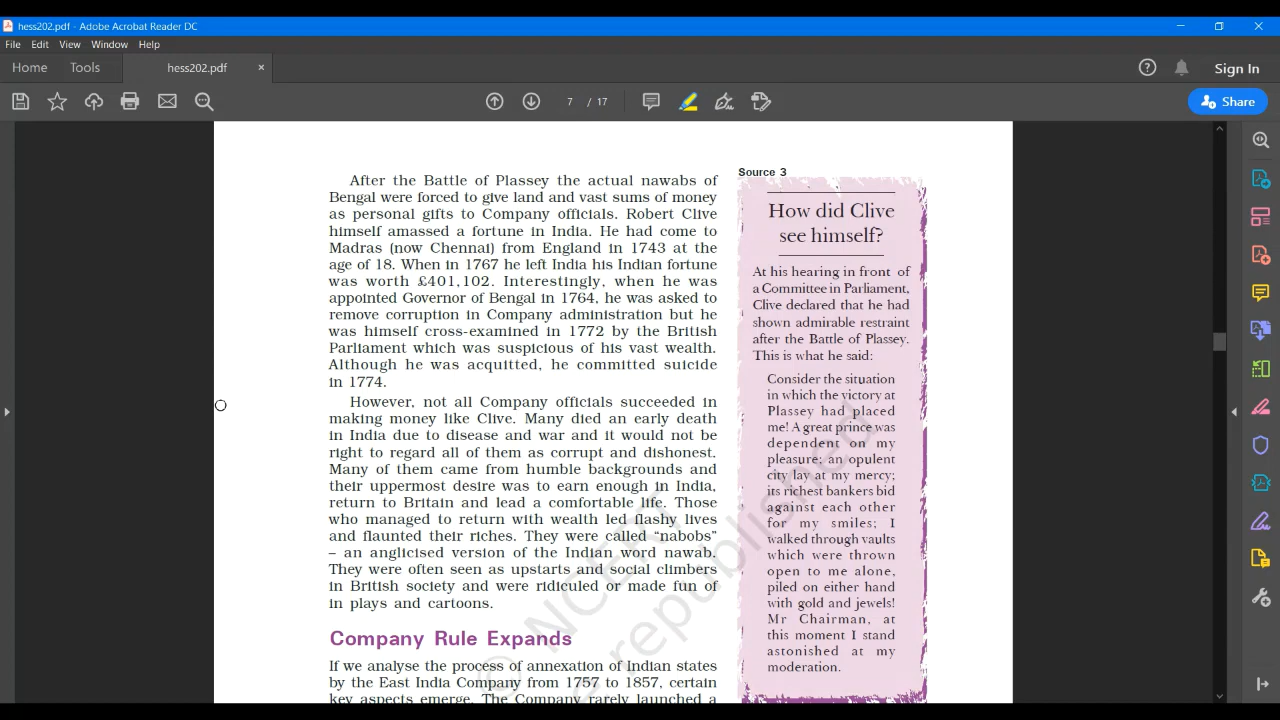 hess202.pdf - Adobe Acrobat Reader DC
File Edit View Window Help
Home Tools hess202.pdf × Sign In
7 / 17 Share
After the Battle of Plassey the actual nawabs of
Bengal were forced to give land and vast sums of money
as personal gifts to Company officials. Robert Clive
himself amassed a fortune in India. He had come to
Madras (now Chennai) from England in 1743 at the
age of 18. When in 1767 he left India his Indian fortune
was worth £401,102. Interestingly, when he was
appointed Governor of Bengal in 1764, he was asked to
remove corruption in Company administration but he
was himself cross-examined in 1772 by the British
Parliament which was suspicious of his vast wealth.
Although he was acquitted, he committed suicide
in 1774.
However, not all Company officials succeeded in
making money like Clive. Many died an early death
in India due to disease and war and it would not be
right to regard all of them as corrupt and dishonest.
Many of them came from humble backgrounds and
their uppermost desire was to earn enough in India,
return to Britain and lead a comfortable life. Those
who managed to return with wealth led flashy lives
and flaunted their riches. They were called “nabobs”
– an anglicised version of the Indian word nawab.
They were often seen as upstarts and social climbers
in British society and were ridiculed or made fun of
in plays and cartoons.
Company Rule Expands
If we analyse the process of annexation of Indian states
by the East India Company from 1757 to 1857, certain
key aspects emerge. The Company rarely launched a
Source 3
How did Clive
see himself?
At his hearing in front of
a Committee in Parliament,
Clive declared that he had
shown admirable restraint
after the Battle of Plassey.
This is what he said:
Consider the situation
in which the victory at
Plassey had placed
me! A great prince was
dependent on my
pleasure; an opulent
city lay at my mercy;
its richest bankers bid
against each other
for my smiles; I
walked through vaults
which were thrown
open to me alone,
piled on either hand
with gold and jewels!
Mr Chairman, at
this moment I stand
astonished at my
moderation.
© NCERT
republished